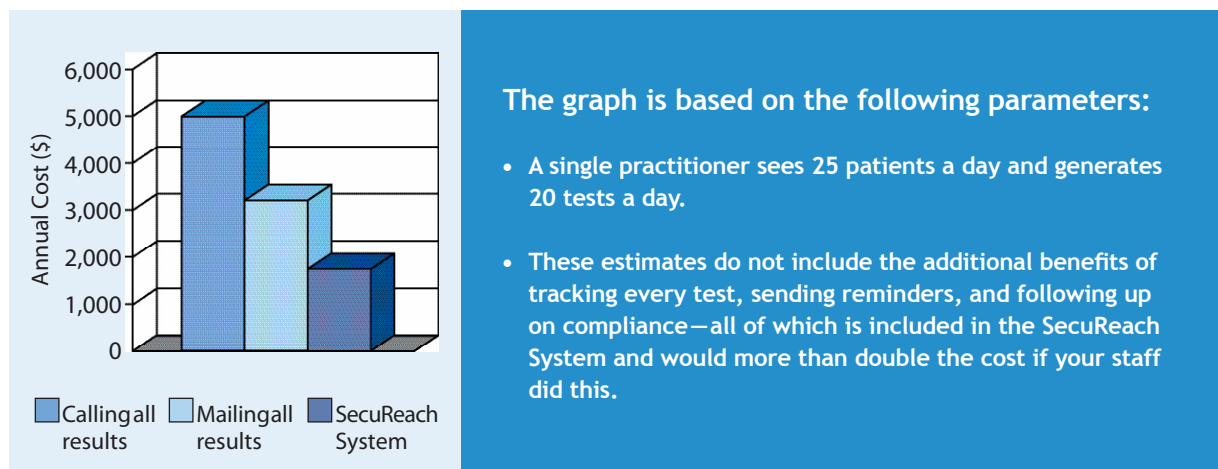 6,000
5,000
4,000
3,000
2,000
1,000
0
Annual Cost ($)
Calling all
results
Mailing all
results
SecuReach
System
The graph is based on the following parameters:
• A single practitioner sees 25 patients a day and generates
20 tests a day.
• These estimates do not include the additional benefits of
tracking every test, sending reminders, and following up
on compliance—all of which is included in the SecuReach
System and would more than double the cost if your staff
did this.